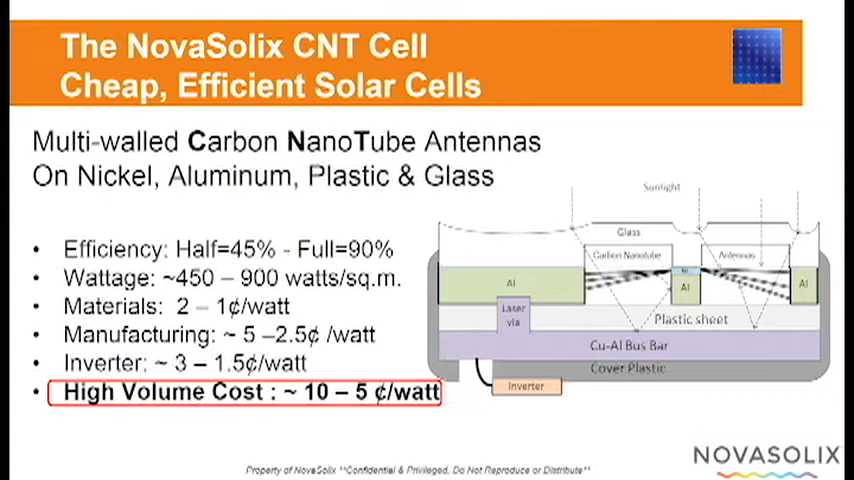 The NovaSolix CNT Cell
Cheap, Efficient Solar Cells
Multi-walled Carbon NanoTube Antennas
On Nickel, Aluminum, Plastic & Glass
• Efficiency: Half=45% - Full=90%
• Wattage: ~450 – 900 watts/sq.m.
• Materials: 2 – 1¢/watt
• Manufacturing: ~ 5 –2.5¢ /watt
• Inverter: ~ 3 – 1.5¢/watt
• High Volume Cost : ~ 10 – 5 ¢/watt
Sunlight
Glass
Carbon Nanotube
Antennas
Al
Ni
Al
Al
Laser
via
Plastic sheet
Cu-Al Bus Bar
Cover Plastic
Inverter
Property of NovaSolix **Confidential & Privileged, Do Not Reproduce or Distribute**
NOVASOLIX